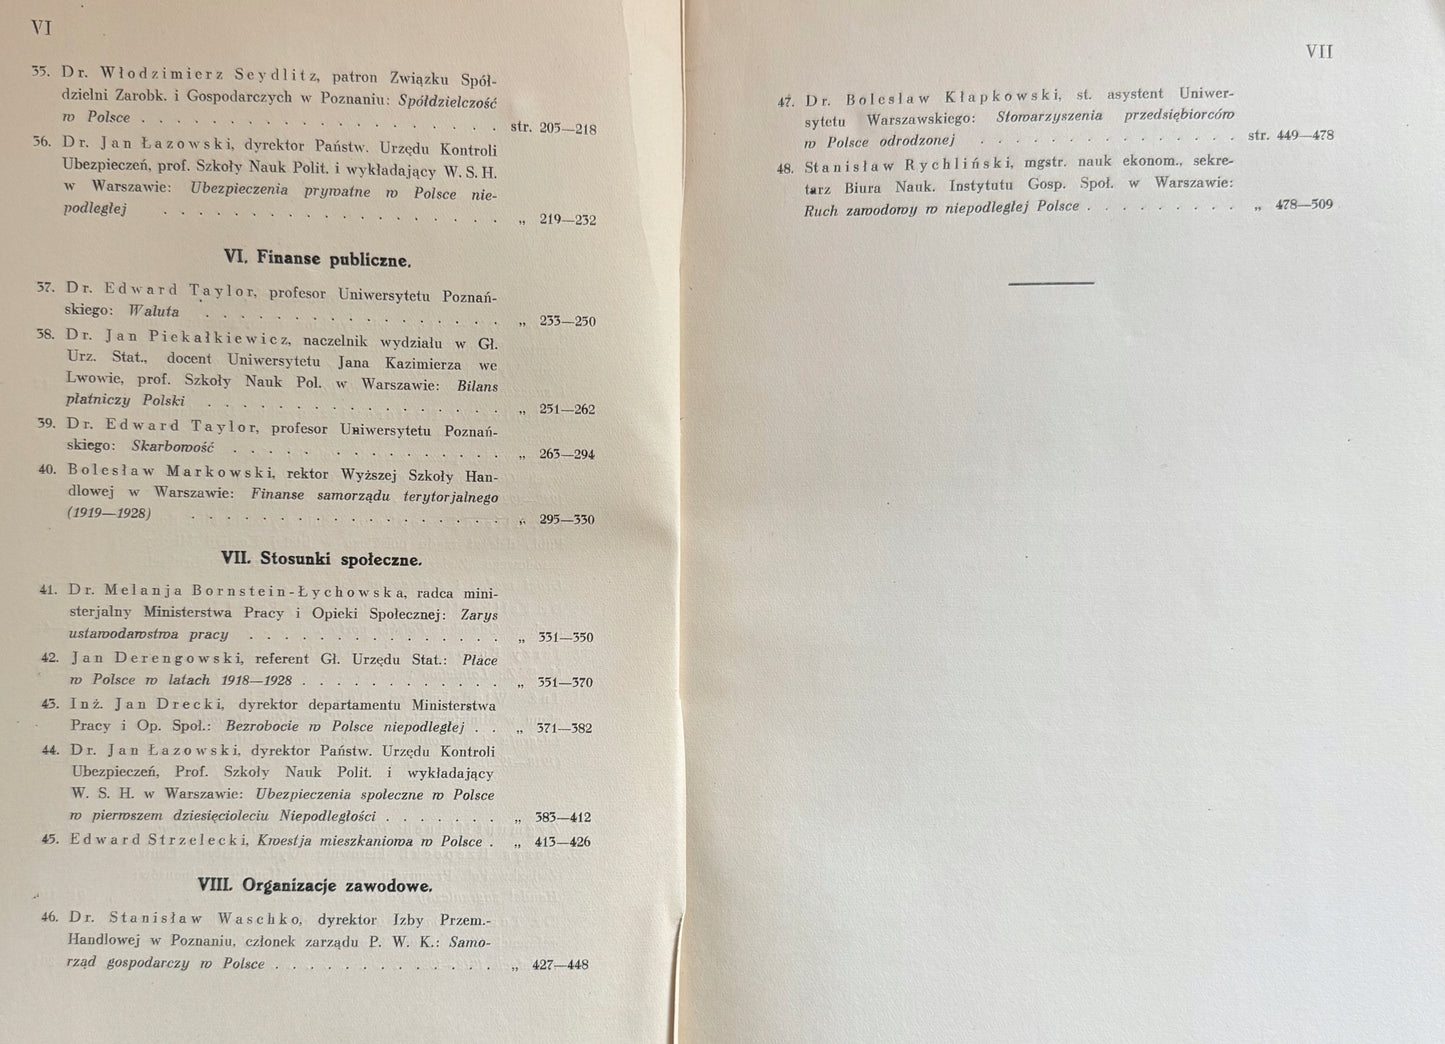 VI
35. Dr. Włodzimierz Seydlitz, patron Związku Spół-
dzielni Zarobk. i Gospodarczych w Poznaniu: Spółdzielczość
w Polsce . . . . . . . . . . . . . . . . . . . . str. 205—218
36. Dr. Jan Łazowski, dyrektor Państw. Urzędu Kontroli
Ubezpieczeń, prof. Szkoły Nauk Polit. i wykładający W. S. H.
w Warszawie: Ubezpieczenia prywatne w Polsce nie-
podległej . . . . . . . . . . . . . . . . . . . „ 219—232
VI. Finanse publiczne.
37. Dr. Edward Taylor, profesor Uniwersytetu Poznań-
skiego: Waluta . . . . . . . . . . . . . . . . „ 233—250
38. Dr. Jan Piekałkiewicz, naczelnik wydziału w Gł.
Urz. Stat., docent Uniwersytetu Jana Kazimierza we
Lwowie, prof. Szkoły Nauk Pol. w Warszawie: Bilans
płatniczy Polski . . . . . . . . . . . . . . . . „ 251—262
39. Dr. Edward Taylor, profesor Uniwersytetu Poznań-
skiego: Skarbowość . . . . . . . . . . . . . . „ 263—294
40. Bolesław Markowski, rektor Wyższej Szkoły Han-
dlowej w Warszawie: Finanse samorządu terytorjalnego
(1919—1928) . . . . . . . . . . . . . . . . . . „ 295—330
VII. Stosunki społeczne.
41. Dr. Melanja Bornstein-Łychowska, radca mini-
sterjalny Ministerstwa Pracy i Opieki Społecznej: Zarys
ustawodawstwa pracy . . . . . . . . . . . . . . „ 331—350
42. Jan Derengowski, referent Gł. Urzędu Stat.: Płace
w Polsce w latach 1918—1928 . . . . . . . . . . . . „ 351—370
43. Inż. Jan Drecki, dyrektor departamentu Ministerstwa
Pracy i Op. Społ.: Bezrobocie w Polsce niepodległej . . „ 371—382
44. Dr. Jan Łazowski, dyrektor Państw. Urzędu Kontroli
Ubezpieczeń, Prof. Szkoły Nauk Polit. i wykładający
W. S. H. w Warszawie: Ubezpieczenia społeczne w Polsce
w pierwszem dziesięcioleciu Niepodległości . . . . . . . „ 383—412
45. Edward Strzelecki, Kwestja mieszkaniowa w Polsce . „ 413—426
VIII. Organizacje zawodowe.
46. Dr. Stanisław Waschko, dyrektor Izby Przem.-
Handlowej w Poznaniu, członek zarządu P. W. K.: Samo-
rząd gospodarczy w Polsce . . . . . . . . . . . . . „ 427—448
VII
47. Dr. Bolesław Kłapkowski, st. asystent Uniwer-
sytetu Warszawskiego: Stowarzyszenia przedsiębiorców
w Polsce odrodzonej . . . . . . . . . . . . . str. 449—478
48. Stanisław Rychliński, mgstr. nauk ekonom., sekre-
tarz Biura Nauk. Instytutu Gosp. Społ. w Warszawie:
Ruch zawodowy w niepodległej Polsce . . . . . . . . . „ 478—509